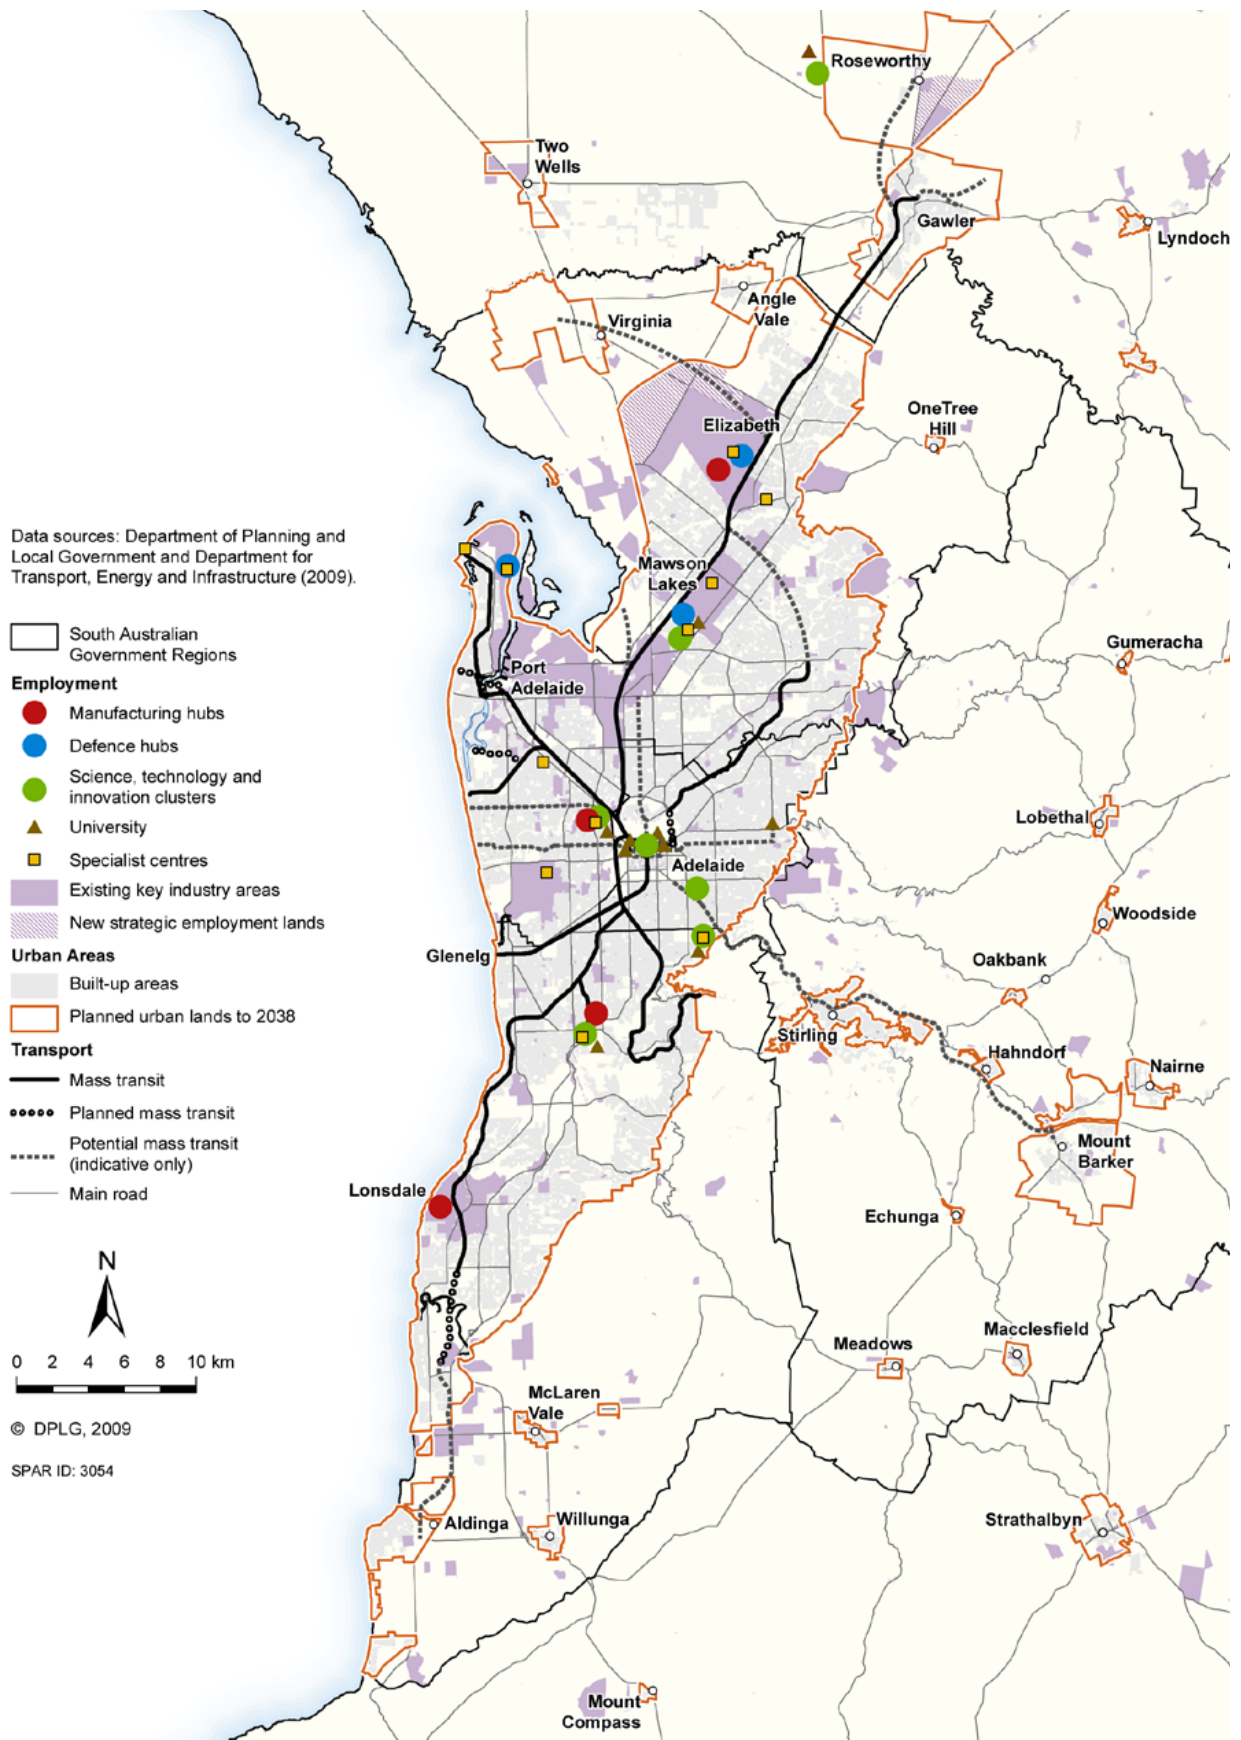 Roseworthy
Two
Wells
Gawler
Lyndoch
Angle
Vale
Virginia
OneTree
Hill
Elizabeth
Data sources: Department of Planning and
Local Government and Department for
Transport, Energy and Infrastructure (2009).
Mawson
Lakes
South Australian
Government Regions
Gumeracha
Port
Adelaide
Employment
Manufacturing hubs
Defence hubs
Science, technology and
innovation clusters
University
Specialist centres
Existing key industry areas
New strategic employment lands
Urban Areas
Built-up areas
Planned urban lands to 2038
Transport
Mass transit
Planned mass transit
Potential mass transit
(indicative only)
Main road
Lobethal
Adelaide
Woodside
Glenelg
Oakbank
Stirling
Hahndorf
Nairne
Mount
Barker
Lonsdale
Echunga
N
0 2 4 6 8 10 km
Macclesfield
Meadows
McLaren
Vale
© DPLG, 2009
SPAR ID: 3054
Aldinga
Willunga
Strathalbyn
Mount
Compass